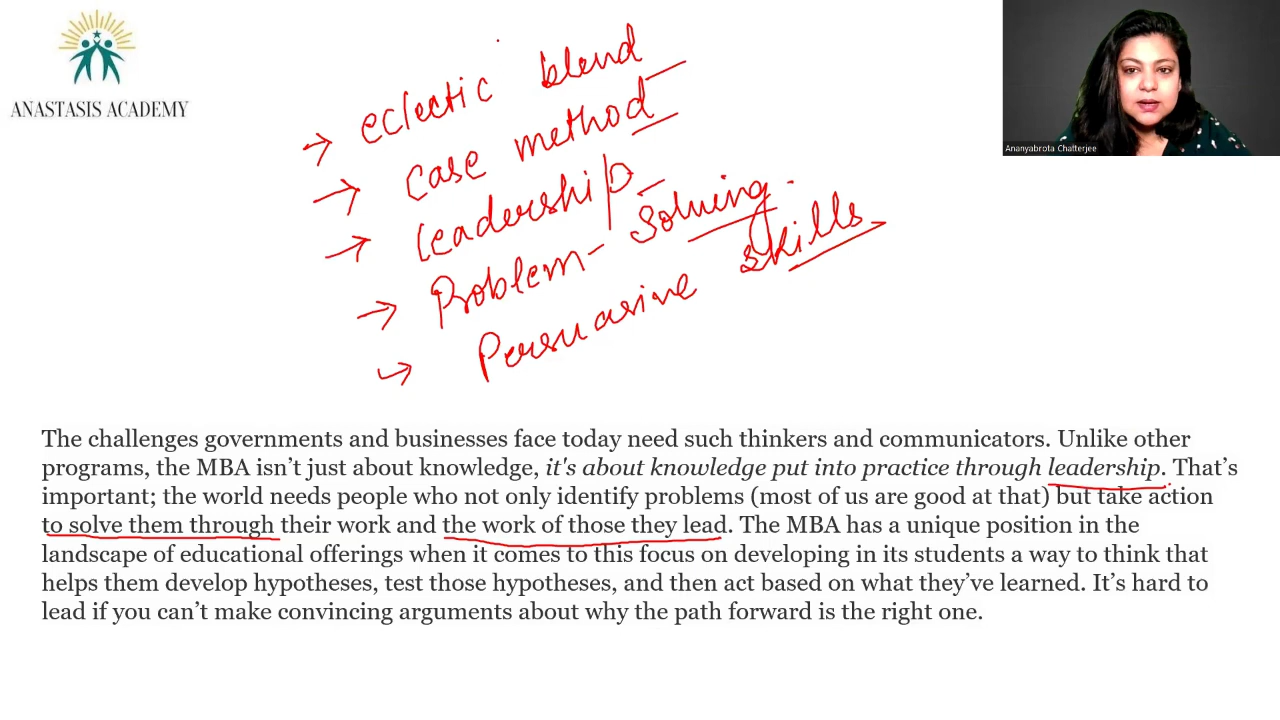 ANASTASIS ACADEMY
Ananyabrota Chatterjee
→ eclectic blend
→ case method
→ leadership
→ Problem-Solving
→ Persuasive skills
The challenges governments and businesses face today need such thinkers and communicators. Unlike other
programs, the MBA isn’t just about knowledge, it's about knowledge put into practice through leadership. That’s
important; the world needs people who not only identify problems (most of us are good at that) but take action
to solve them through their work and the work of those they lead. The MBA has a unique position in the
landscape of educational offerings when it comes to this focus on developing in its students a way to think that
helps them develop hypotheses, test those hypotheses, and then act based on what they’ve learned. It’s hard to
lead if you can’t make convincing arguments about why the path forward is the right one.